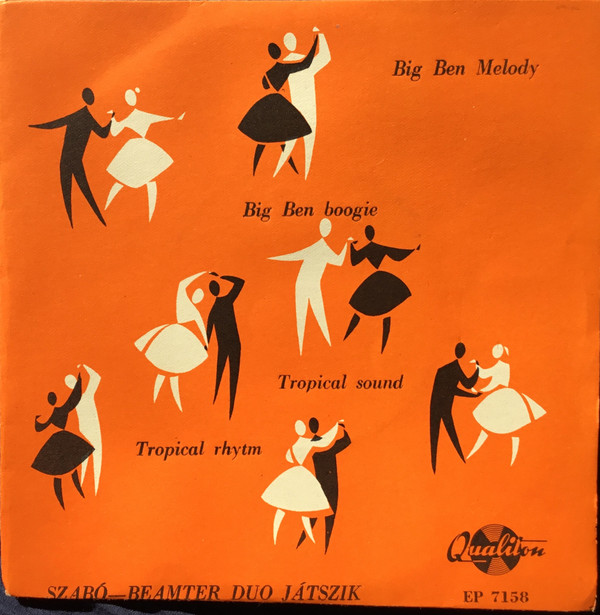 Big Ben Melody
Big Ben boogie
Tropical sound
Tropical rhytm
Qualiton
SZABÓ—BEAMTER DUO JÁTSZIK
EP 7158